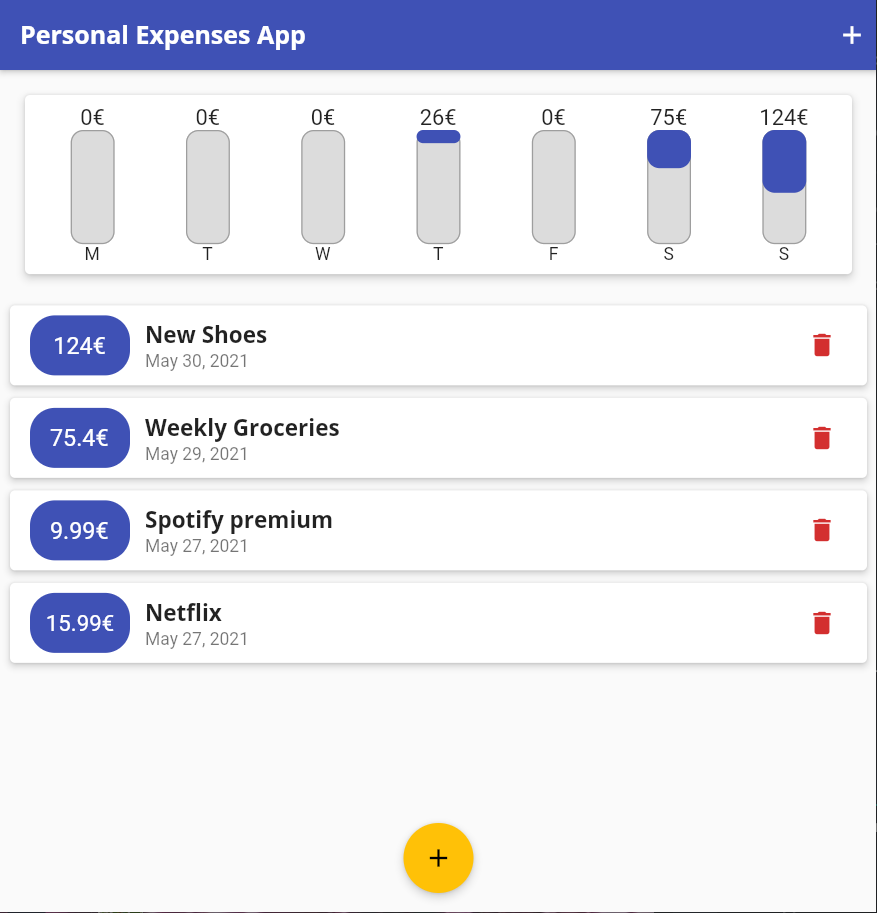 Personal Expenses App +
0€ 0€ 0€ 26€ 0€ 75€ 124€
M T W T F S S
124€ New Shoes
May 30, 2021
75.4€ Weekly Groceries
May 29, 2021
9.99€ Spotify premium
May 27, 2021
15.99€ Netflix
May 27, 2021
+